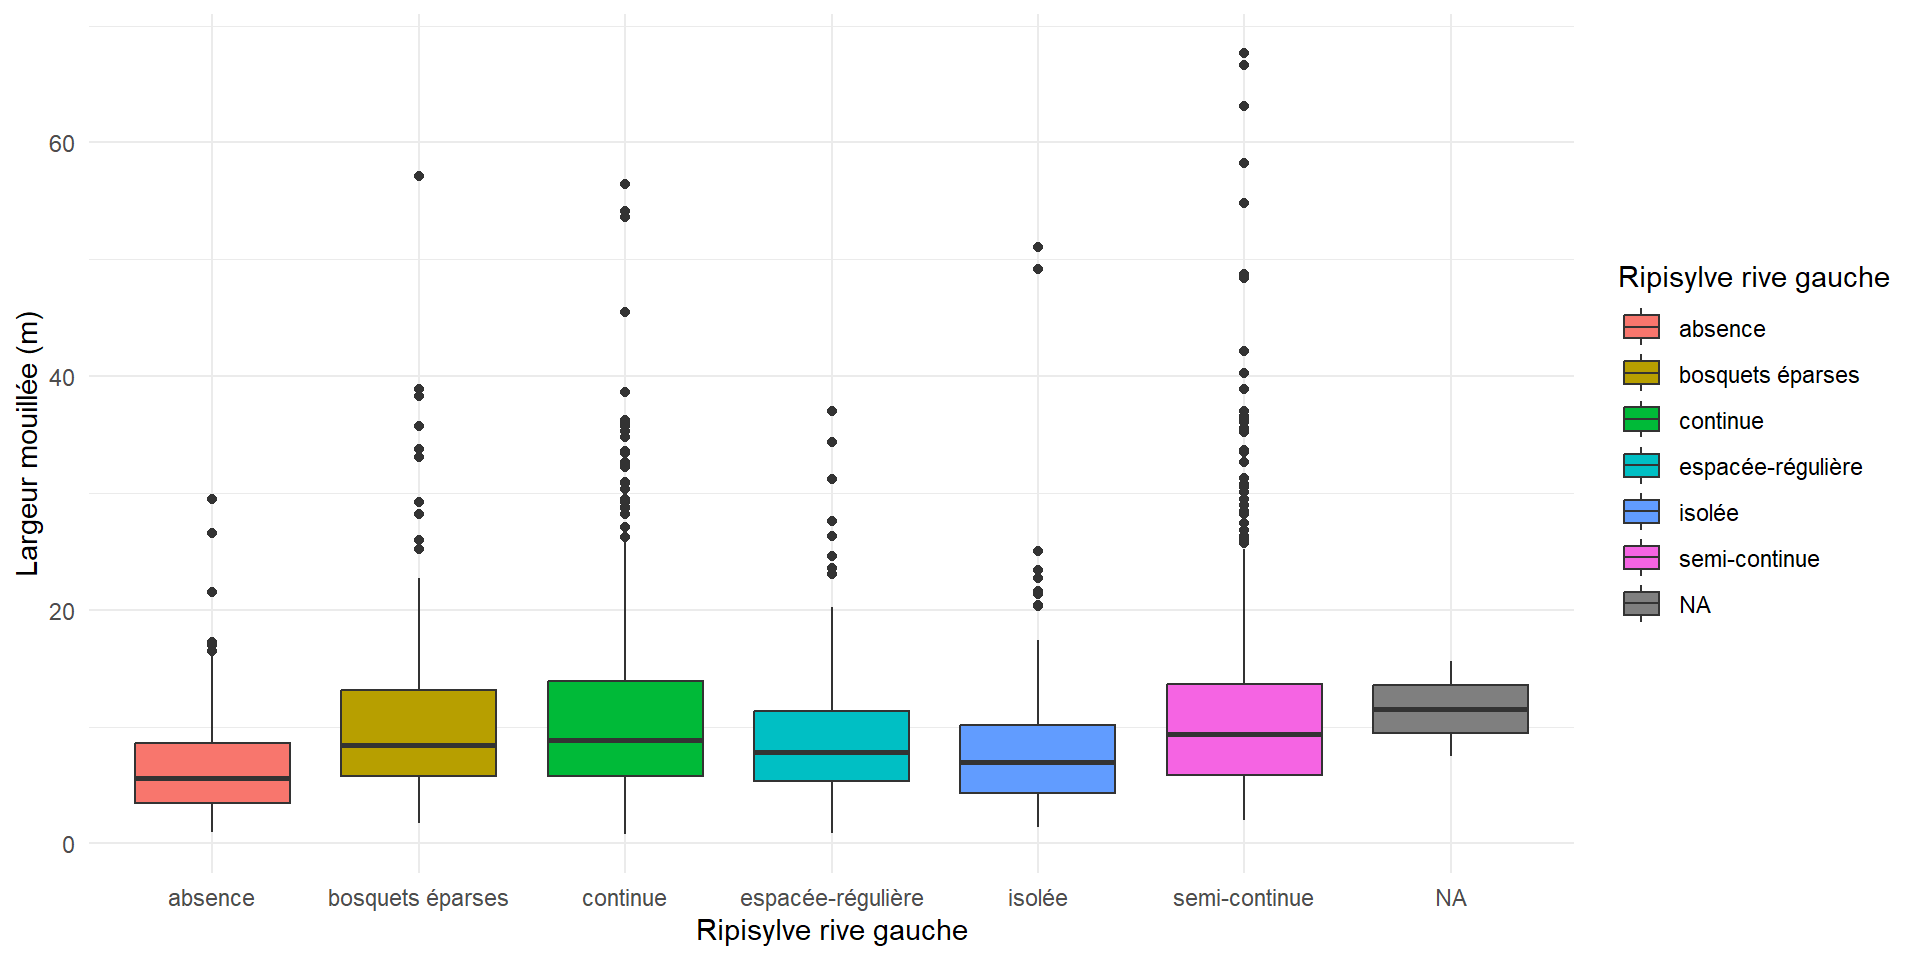 Largeur mouillée (m)
60
40
20
0
absence
bosquets éparses
continue
espacée-régulière
isolée
semi-continue
NA
Ripisylve rive gauche
Ripisylve rive gauche
absence
bosquets éparses
continue
espacée-régulière
isolée
semi-continue
NA